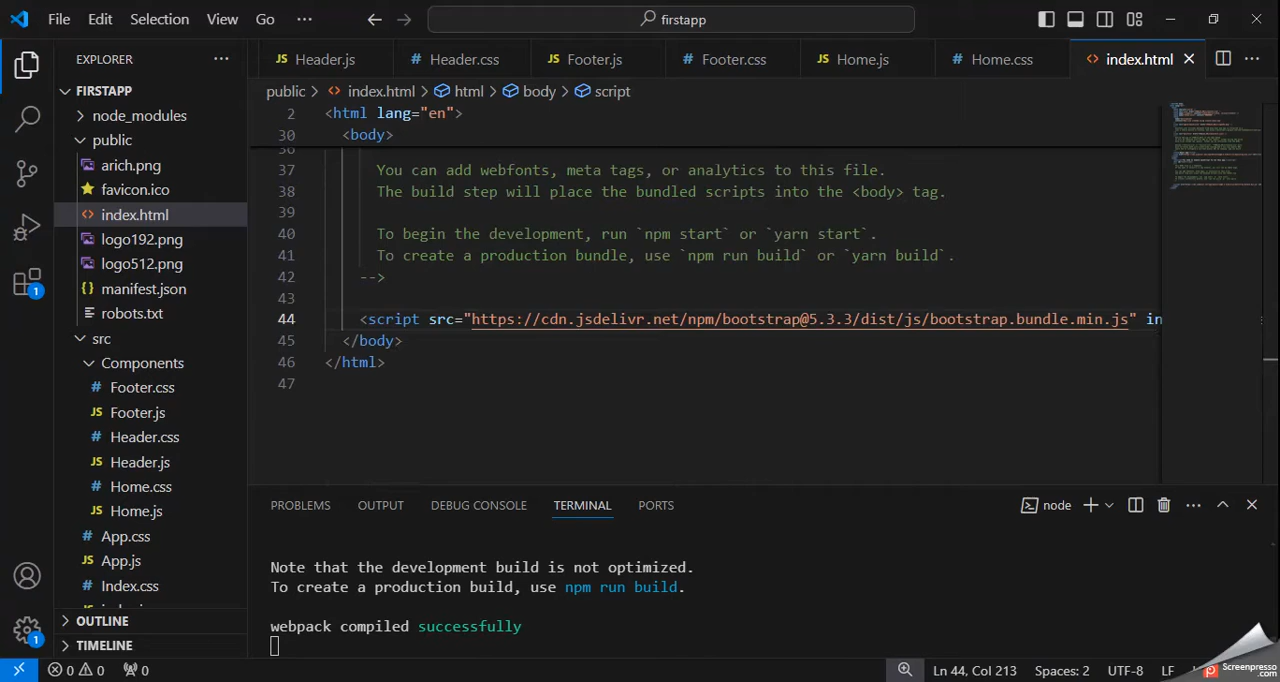 File Edit Selection View Go ··· firstapp
EXPLORER ···
Header.js Header.css Footer.js Footer.css Home.js Home.css index.html ···
public > index.html > html > body > script
FIRSTAPP
node_modules
public
arich.png
favicon.ico
index.html
logo192.png
logo512.png
manifest.json
robots.txt
src
Components
Footer.css
Footer.js
Header.css
Header.js
Home.css
Home.js
App.css
App.js
Index.css
OUTLINE
TIMELINE
2 <html lang="en">
30 <body>
36
37 You can add webfonts, meta tags, or analytics to this file.
38 The build step will place the bundled scripts into the <body> tag.
39
40 To begin the development, run `npm start` or `yarn start`.
41 To create a production bundle, use `npm run build` or `yarn build`.
42 -->
43
44 <script src="https://cdn.jsdelivr.net/npm/bootstrap@5.3.3/dist/js/bootstrap.bundle.min.js" in
45 </body>
46 </html>
47
PROBLEMS OUTPUT DEBUG CONSOLE TERMINAL PORTS node ···
Note that the development build is not optimized.
To create a production build, use npm run build.
webpack compiled successfully
1
1
0 0 0 Ln 44, Col 213 Spaces: 2 UTF-8 LF
Screenpresso
.com